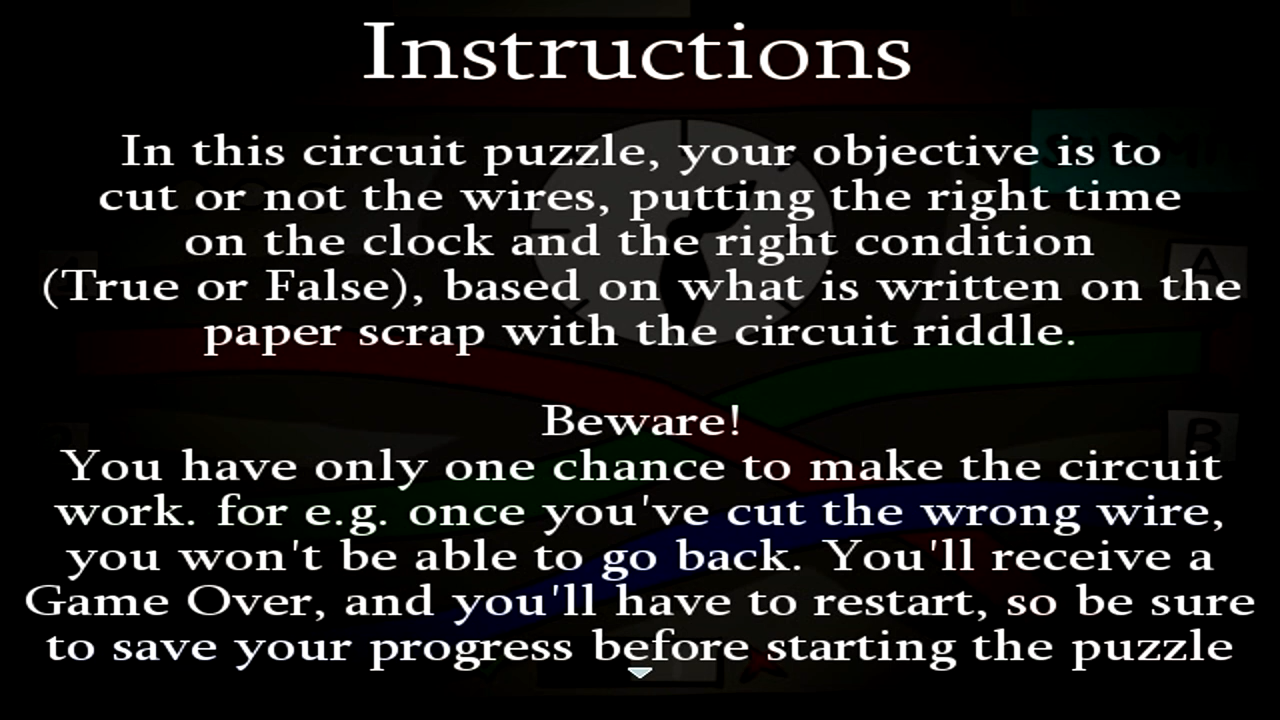 Instructions
In this circuit puzzle, your objective is to
cut or not the wires, putting the right time
on the clock and the right condition
(True or False), based on what is written on the
paper scrap with the circuit riddle.
Beware!
You have only one chance to make the circuit
work. for e.g. once you've cut the wrong wire,
you won't be able to go back. You'll receive a
Game Over, and you'll have to restart, so be sure
to save your progress before starting the puzzle
A
B